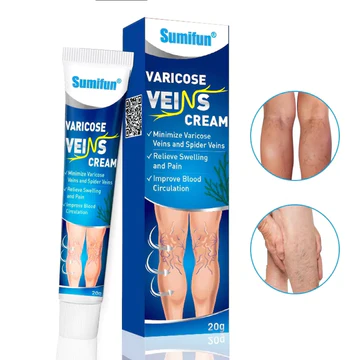 Sumifun®
VARICOSE
VEINS
CREAM
✓ Minimize Varicose
Veins and Spider Veins
✓ Relieve Swelling
and Pain
✓ Improve Blood
Circulation
20g
Sumifun®
VARICOSE
VEINS
CREAM
✓ Minimize Varicose
Veins and Spider Veins
✓ Relieve Swelling
and Pain
✓ Improve Blood
Circulation
20g